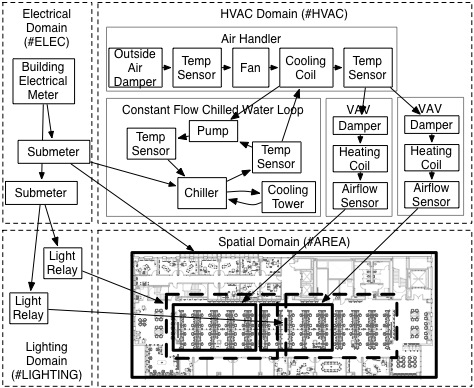 Electrical
Domain
(#ELEC)
Building
Electrical
Meter
Submeter
Submeter
HVAC Domain (#HVAC)
Air Handler
Outside
Air
Damper
Temp
Sensor
Fan
Cooling
Coil
Temp
Sensor
Constant Flow Chilled Water Loop
Temp
Sensor
Pump
Temp
Sensor
Chiller
Cooling
Tower
VAV
Damper
Heating
Coil
Airflow
Sensor
VAV
Damper
Heating
Coil
Airflow
Sensor
Light
Relay
Light
Relay
Lighting
Domain
(#LIGHTING)
Spatial Domain (#AREA)